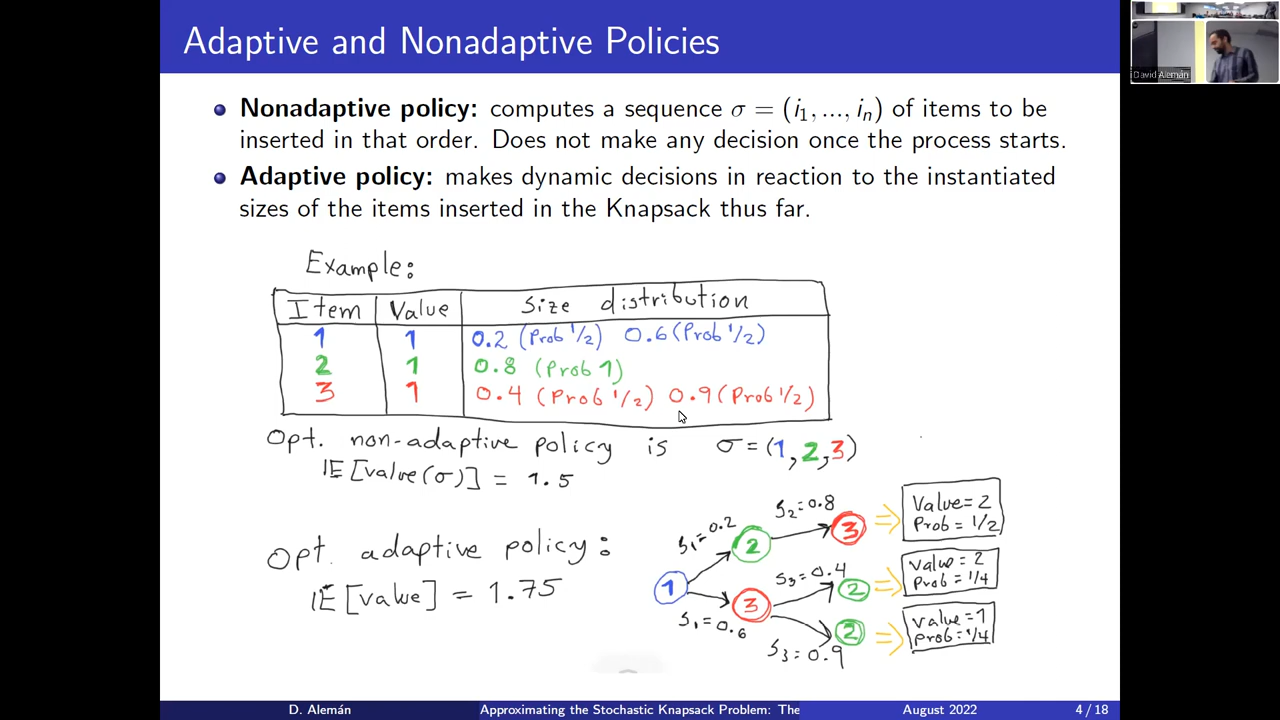 Adaptive and Nonadaptive Policies
David Alemán
Nonadaptive policy: computes a sequence σ = (i₁, ..., iₙ) of items to be
inserted in that order. Does not make any decision once the process starts.
Adaptive policy: makes dynamic decisions in reaction to the instantiated
sizes of the items inserted in the Knapsack thus far.
Example:
Item Value Size distribution
1 1 0.2 (Prob 1/2) 0.6 (Prob 1/2)
2 1 0.8 (Prob 1)
3 1 0.4 (Prob 1/2) 0.9 (Prob 1/2)
Opt. non-adaptive policy is σ = (1, 2, 3)
𝔼[value(σ)] = 1.5
Opt. adaptive policy:
𝔼[value] = 1.75
1
S₁=0.2
2
S₂=0.8
3
⇒ Value=2
Prob=1/2
S₁=0.6
3
S₃=0.4
2
⇒ Value=2
Prob=1/4
S₃=0.9
2
⇒ Value=1
Prob=1/4
D. Alemán Approximating the Stochastic Knapsack Problem: The August 2022 4 / 18